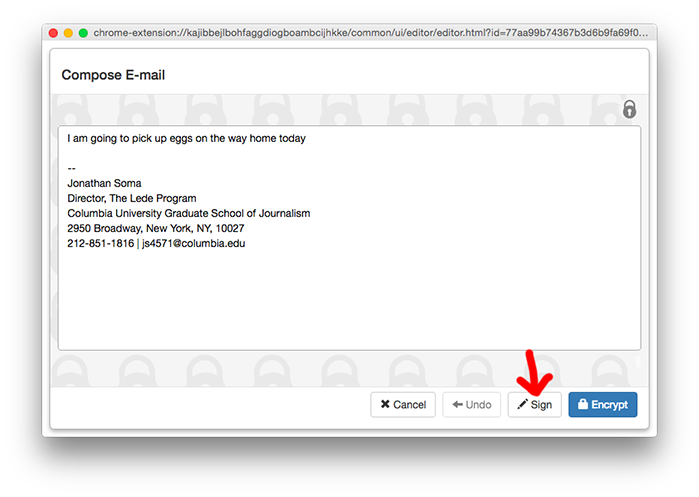 chrome-extension://kajibbejlbohfaggdiogboambcijhkke/common/ui/editor/editor.html?id=77aa99b74367b3d6b9fa69f0...
Compose E-mail
I am going to pick up eggs on the way home today
--
Jonathan Soma
Director, The Lede Program
Columbia University Graduate School of Journalism
2950 Broadway, New York, NY, 10027
212-851-1816 | js4571@columbia.edu
Cancel Undo Sign Encrypt